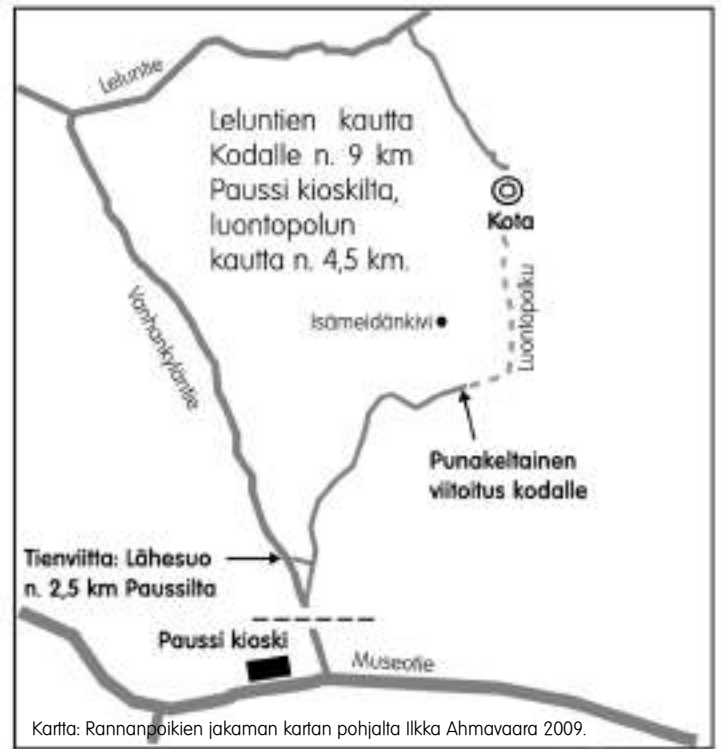 Leluntie
Leluntien kautta
Kodalle n. 9 km
Paussi kioskilta,
luontopolun
kautta n. 4,5 km.
Kota
Vanhankyläntie
Isämeidänkivi
Luontopolku
Punakeltainen
viitoitus kodalle
Tienviitta: Lähesuo
n. 2,5 km Paussilta
Paussi kioski
Museotie
Kartta: Rannanpoikien jakaman kartan pohjalta Ilkka Ahmavaara 2009.